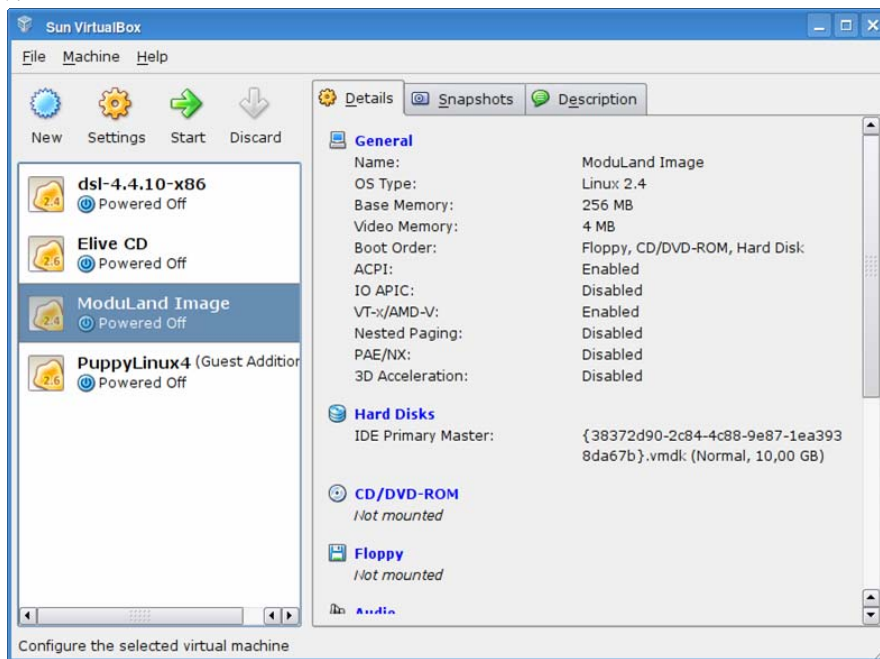 Sun VirtualBox
File Machine Help
New Settings Start Discard
dsl-4.4.10-x86
Powered Off
Elive CD
Powered Off
ModuLand Image
Powered Off
PuppyLinux4 (Guest Addition
Powered Off
Details Snapshots Description
General
Name: ModuLand Image
OS Type: Linux 2.4
Base Memory: 256 MB
Video Memory: 4 MB
Boot Order: Floppy, CD/DVD-ROM, Hard Disk
ACPI: Enabled
IO APIC: Disabled
VT-x/AMD-V: Enabled
Nested Paging: Disabled
PAE/NX: Disabled
3D Acceleration: Disabled
Hard Disks
IDE Primary Master: {38372d90-2c84-4c88-9e87-1ea393
8da67b}.vmdk (Normal, 10,00 GB)
CD/DVD-ROM
Not mounted
Floppy
Not mounted
Audio
Configure the selected virtual machine